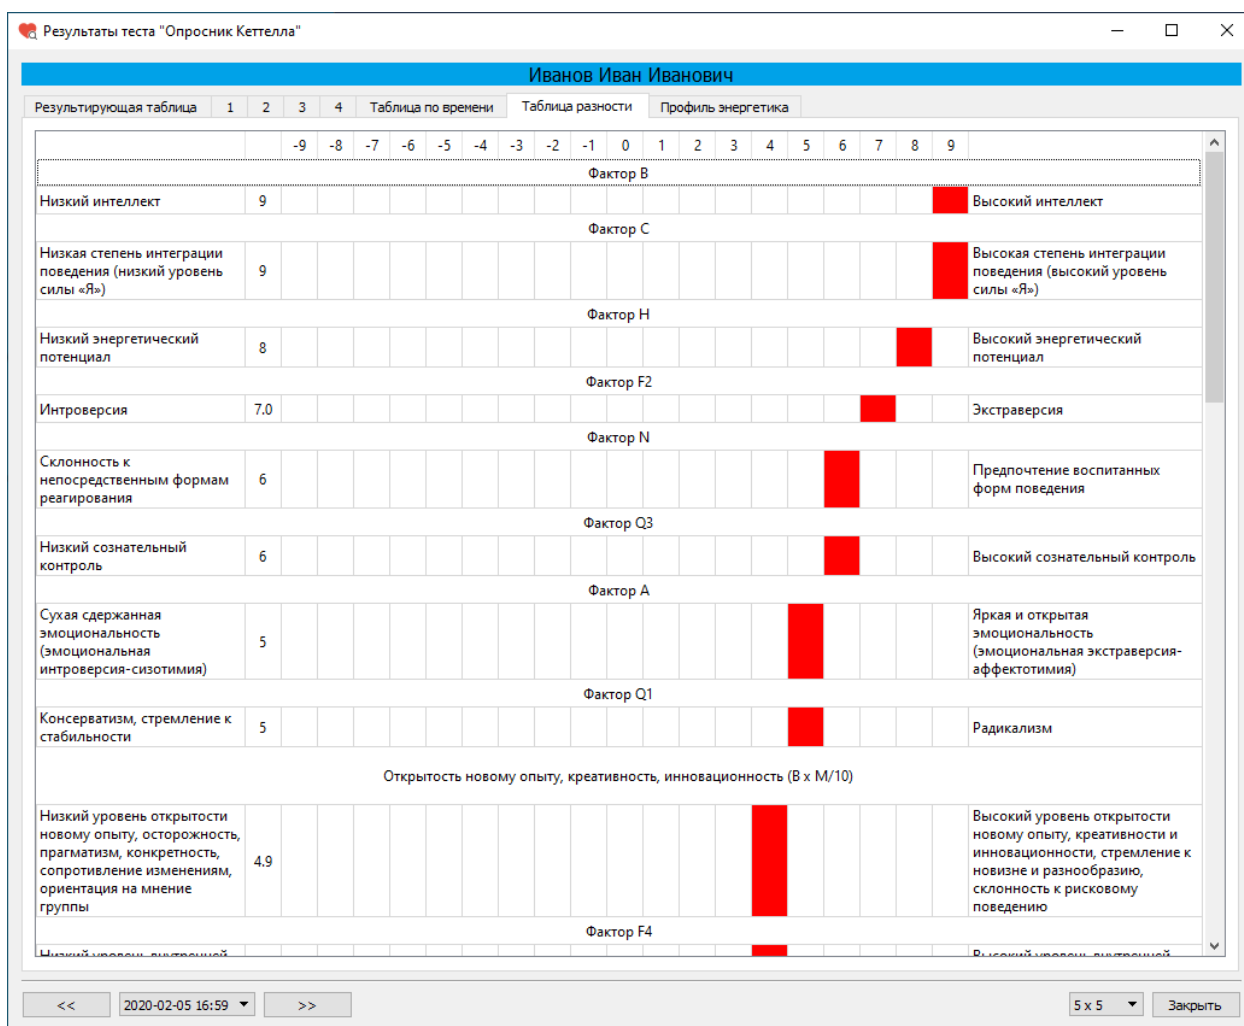 Результаты теста "Опросник Кеттелла"
Иванов Иван Иванович
Результирующая таблица 1 2 3 4 Таблица по времени Таблица разности Профиль энергетика
-9 -8 -7 -6 -5 -4 -3 -2 -1 0 1 2 3 4 5 6 7 8 9
Фактор B
Низкий интеллект 9 Высокий интеллект
Фактор C
Низкая степень интеграции
поведения (низкий уровень
силы «Я»)
9
Высокая степень интеграции
поведения (высокий уровень
силы «Я»)
Фактор H
Низкий энергетический
потенциал
8
Высокий энергетический
потенциал
Фактор F2
Интроверсия 7.0 Экстраверсия
Фактор N
Склонность к
непосредственным формам
реагирования
6
Предпочтение воспитанных
форм поведения
Фактор Q3
Низкий сознательный
контроль
6
Высокий сознательный контроль
Фактор A
Сухая сдержанная
эмоциональность
(эмоциональная
интроверсия-сизотимия)
5
Яркая и открытая
эмоциональность
(эмоциональная экстраверсия-
аффектотимия)
Фактор Q1
Консерватизм, стремление к
стабильности
5
Радикализм
Открытость новому опыту, креативность, инновационность (B x M/10)
Низкий уровень открытости
новому опыту, осторожность,
прагматизм, конкретность,
сопротивление изменениям,
ориентация на мнение
группы
4.9
Высокий уровень открытости
новому опыту, креативности и
инновационности, стремление к
новизне и разнообразию,
склонность к рисковому
поведению
Фактор F4
Низкий уровень внутренней
Высокий уровень внутренней
<< 2020-02-05 16:59 >> 5 x 5 Закрыть